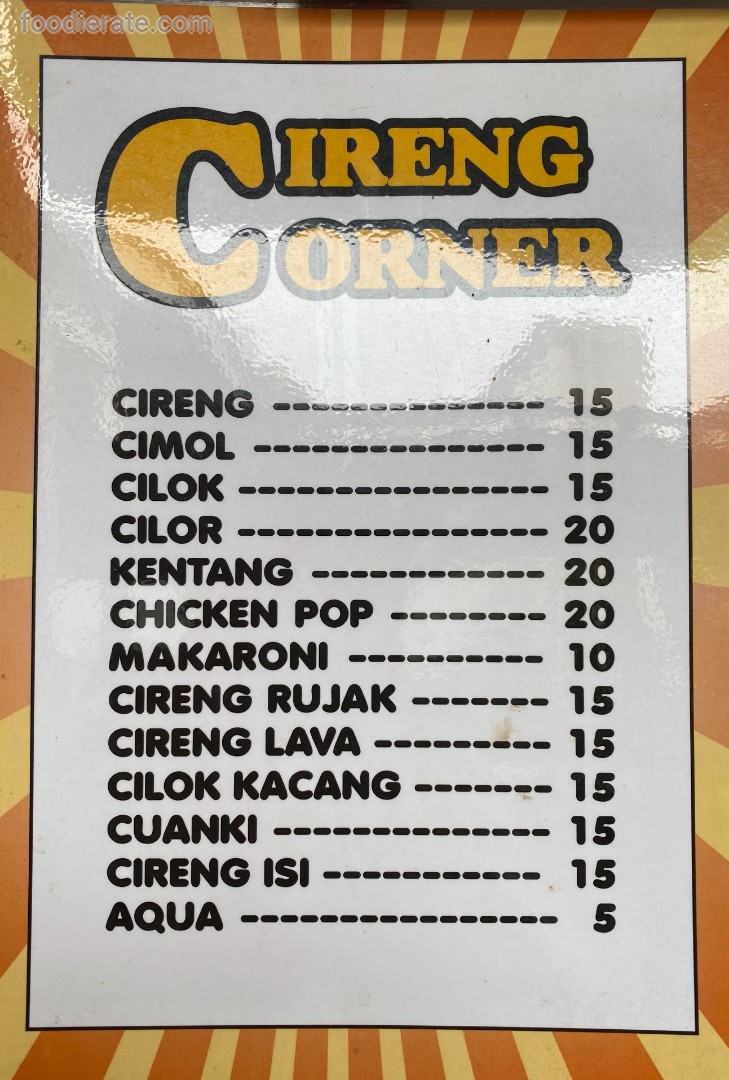 foodierate.com
CIRENG
CORNER
CIRENG --------------- 15
CIMOL ---------------- 15
CILOK ---------------- 15
CILOR ---------------- 20
KENTANG ------------ 20
CHICKEN POP -------- 20
MAKARONI ---------- 10
CIRENG RUJAK ------- 15
CIRENG LAVA --------- 15
CILOK KACANG ------- 15
CUANKI -------------- 15
CIRENG ISI ----------- 15
AQUA ---------------- 5